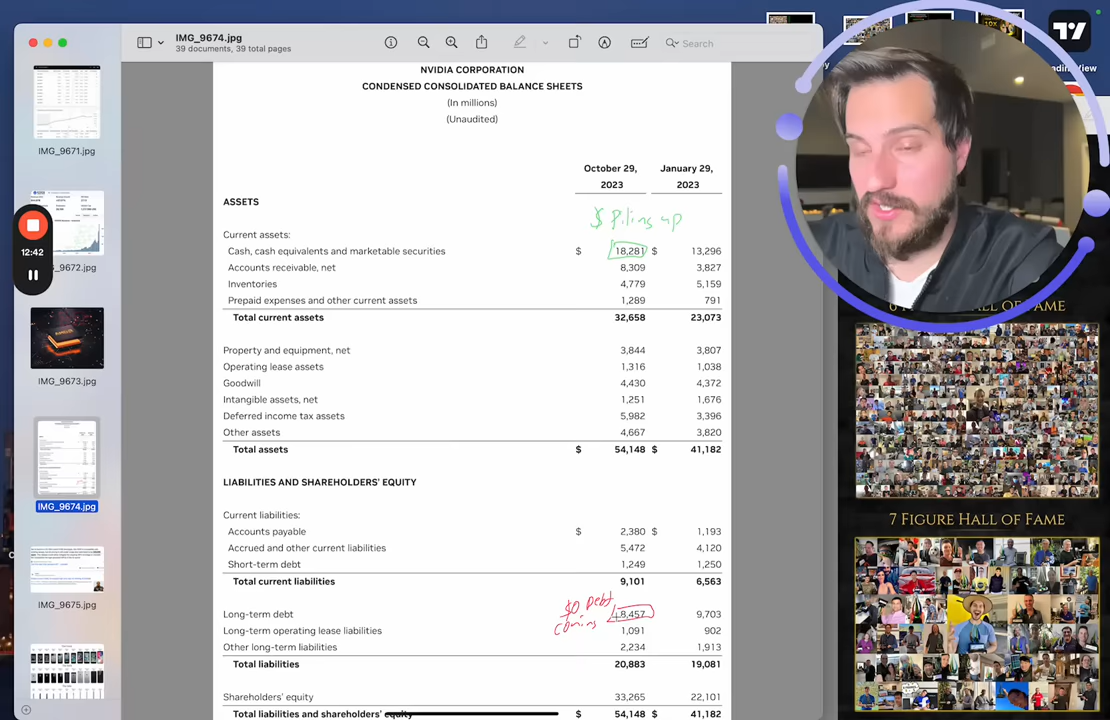 IMG_9674.jpg
39 documents, 39 total pages
Search
IMG_9671.jpg
12:42
9672.jpg
IMG_9673.jpg
IMG_9674.jpg
IMG_9675.jpg
NVIDIA CORPORATION
CONDENSED CONSOLIDATED BALANCE SHEETS
(In millions)
(Unaudited)
October 29, January 29,
2023 2023
ASSETS
$ Piling up
Current assets:
Cash, cash equivalents and marketable securities $ 18,281 $ 13,296
Accounts receivable, net 8,309 3,827
Inventories 4,779 5,159
Prepaid expenses and other current assets 1,289 791
Total current assets 32,658 23,073
Property and equipment, net 3,844 3,807
Operating lease assets 1,316 1,038
Goodwill 4,430 4,372
Intangible assets, net 1,251 1,676
Deferred income tax assets 5,982 3,396
Other assets 4,667 3,820
Total assets $ 54,148 $ 41,182
LIABILITIES AND SHAREHOLDERS' EQUITY
Current liabilities:
Accounts payable $ 2,380 $ 1,193
Accrued and other current liabilities 5,472 4,120
Short-term debt 1,249 1,250
Total current liabilities 9,101 6,563
$0 Debt
coming
Long-term debt 8,457 9,703
Long-term operating lease liabilities 1,091 902
Other long-term liabilities 2,234 1,913
Total liabilities 20,883 19,081
Shareholders' equity 33,265 22,101
Total liabilities and shareholders' equity $ 54,148 $ 41,182
View
HALL OF FAME
7 FIGURE HALL OF FAME